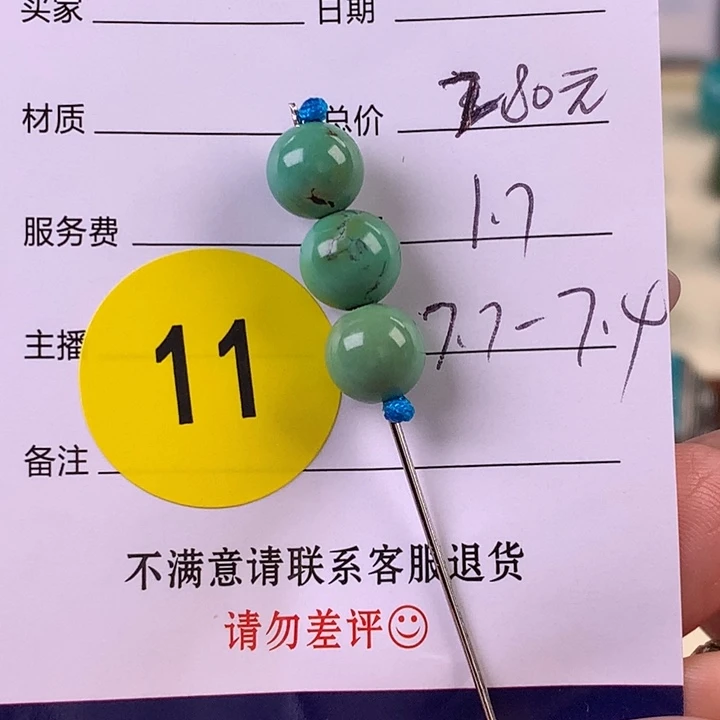 买家 日期
材质 总价 280元
服务费 1.7
主播 7.7-7.4
11
备注
不满意请联系客服退货
请勿差评